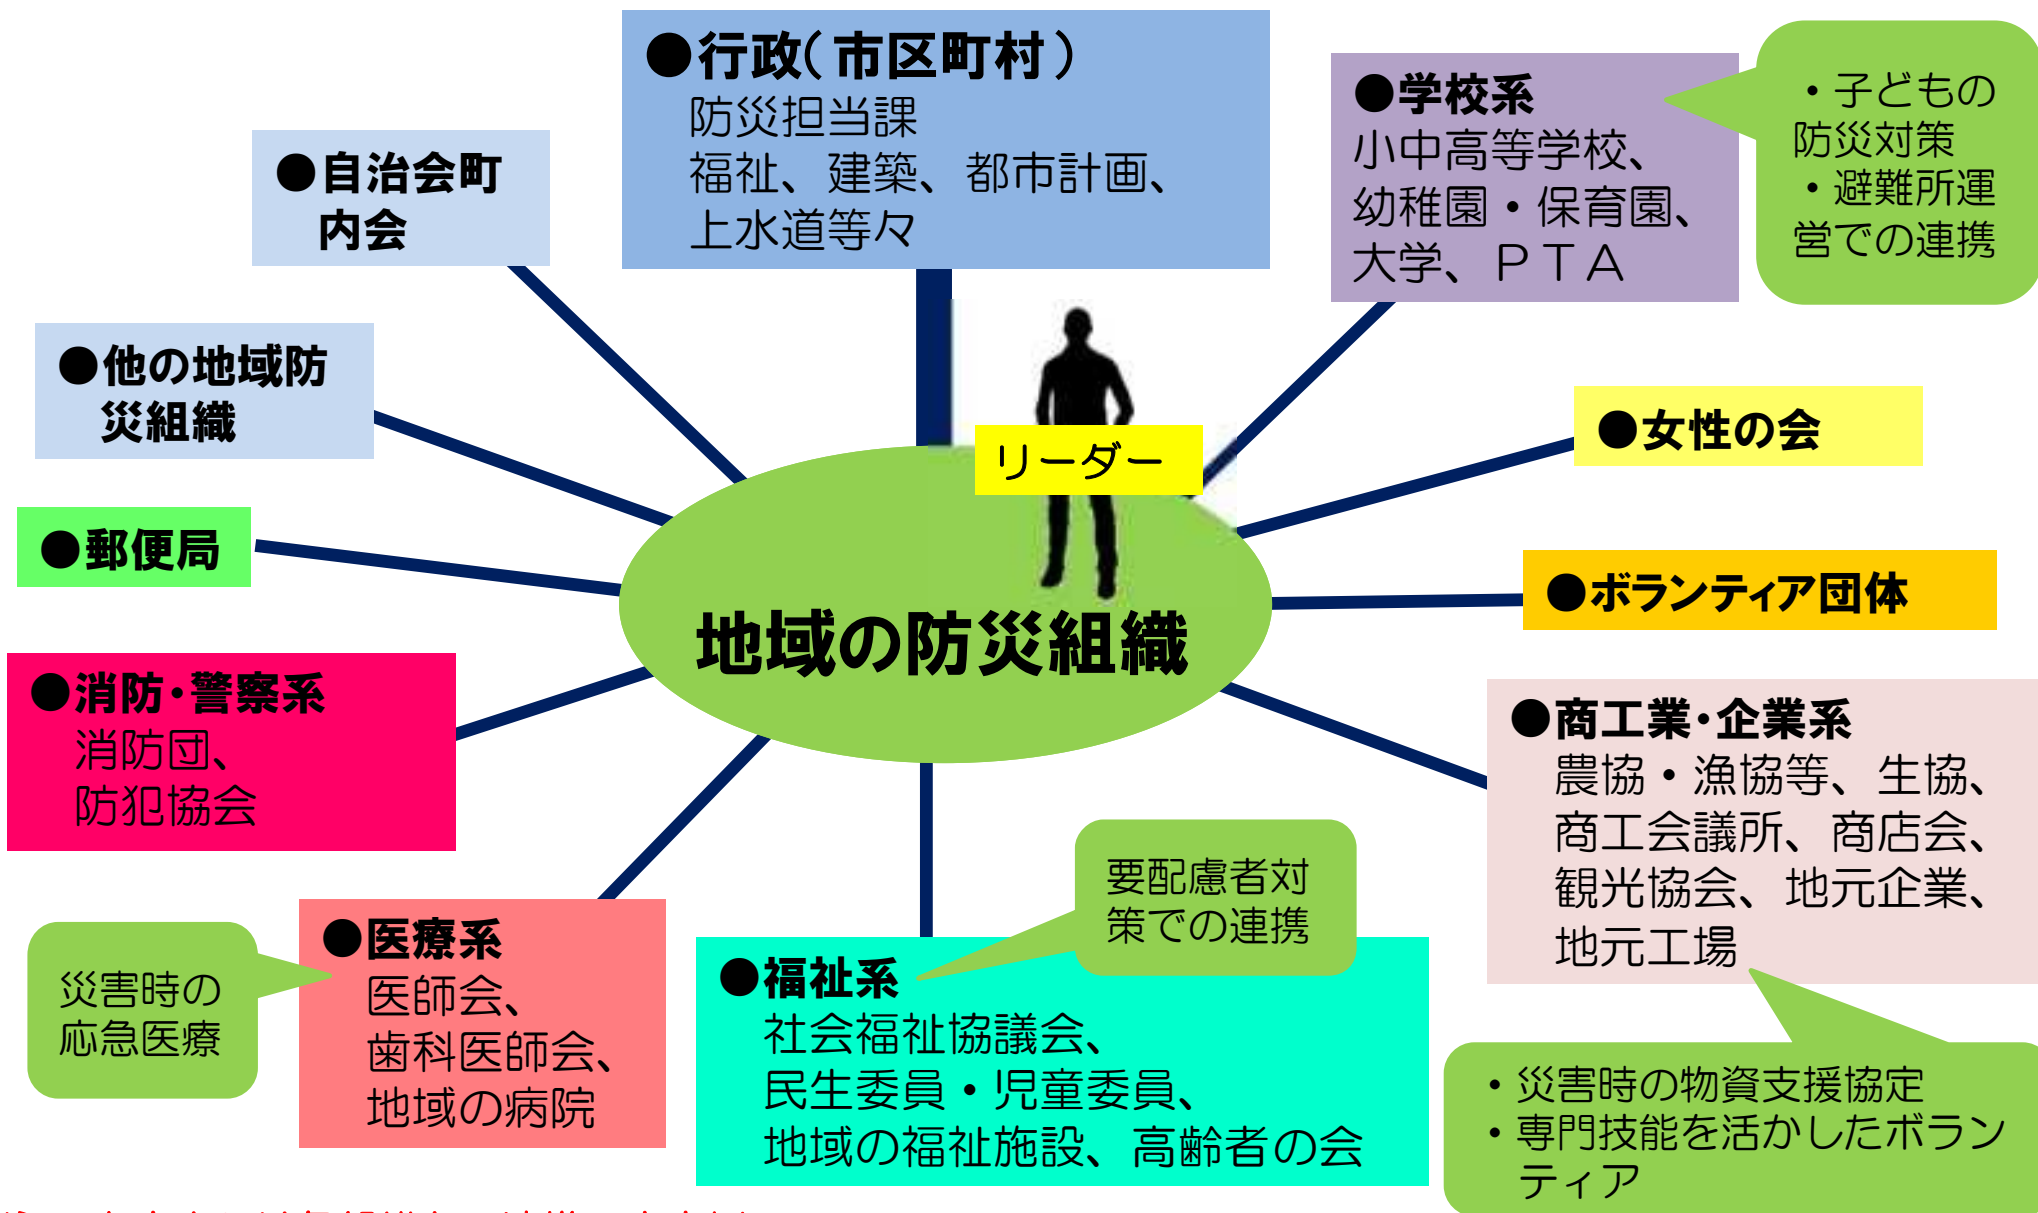 ●行政(市区町村)
防災担当課
福祉、建築、都市計画、
上水道等々
●学校系
小中高等学校、
幼稚園・保育園、
大学、PTA
・子どもの
防災対策
・避難所運
営での連携
●自治会町
内会
●他の地域防
災組織
●女性の会
リーダー
●郵便局
●ボランティア団体
地域の防災組織
●消防・警察系
消防団、
防犯協会
●商工業・企業系
農協・漁協等、生協、
商工会議所、商店会、
観光協会、地元企業、
地元工場
要配慮者対
策での連携
●医療系
医師会、
歯科医師会、
地域の病院
災害時の
応急医療
●福祉系
社会福祉協議会、
民生委員・児童委員、
地域の福祉施設、高齢者の会
・災害時の物資支援協定
・専門技能を活かしたボラン
ティア